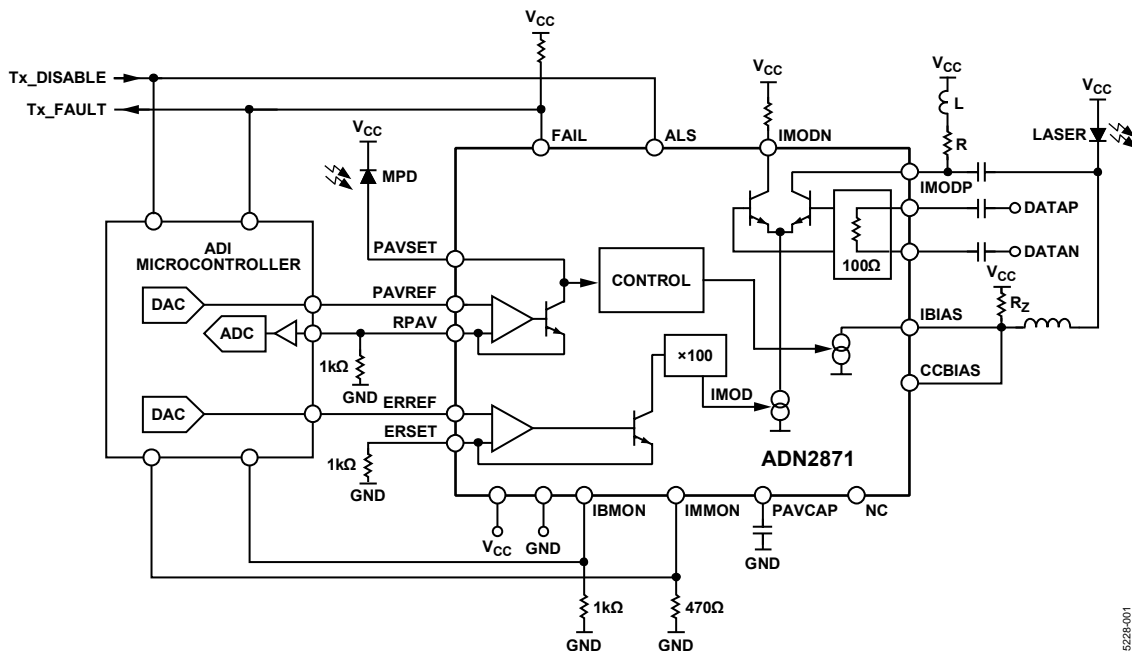 VCC
Tx_DISABLE
Tx_FAULT
VCC
VCC
VCC
L
R
LASER
VCC
MPD
FAIL
ALS
IMODN
IMODP
DATAP
DATAN
100Ω
ADI
MICROCONTROLLER
PAVSET
CONTROL
VCC
RZ
DAC
PAVREF
ADC
RPAV
IBIAS
1kΩ
GND
×100
CCBIAS
IMOD
DAC
ERREF
ERSET
1kΩ
GND
ADN2871
IBMON
IMMON
PAVCAP
NC
VCC
GND
GND
1kΩ
470Ω
GND
GND
5228-001